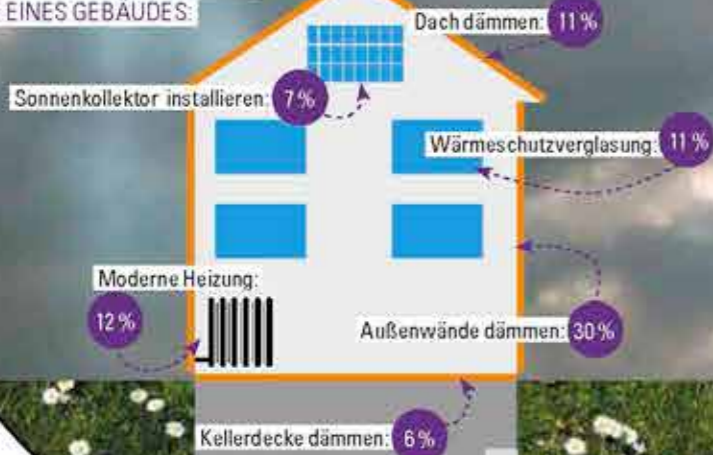 EINES GEBÄUDES:
Dach dämmen: 11 %
Sonnenkollektor installieren: 7 %
Wärmeschutzverglasung: 11 %
Moderne Heizung:
12 %
Außenwände dämmen: 30 %
Kellerdecke dämmen: 6 %